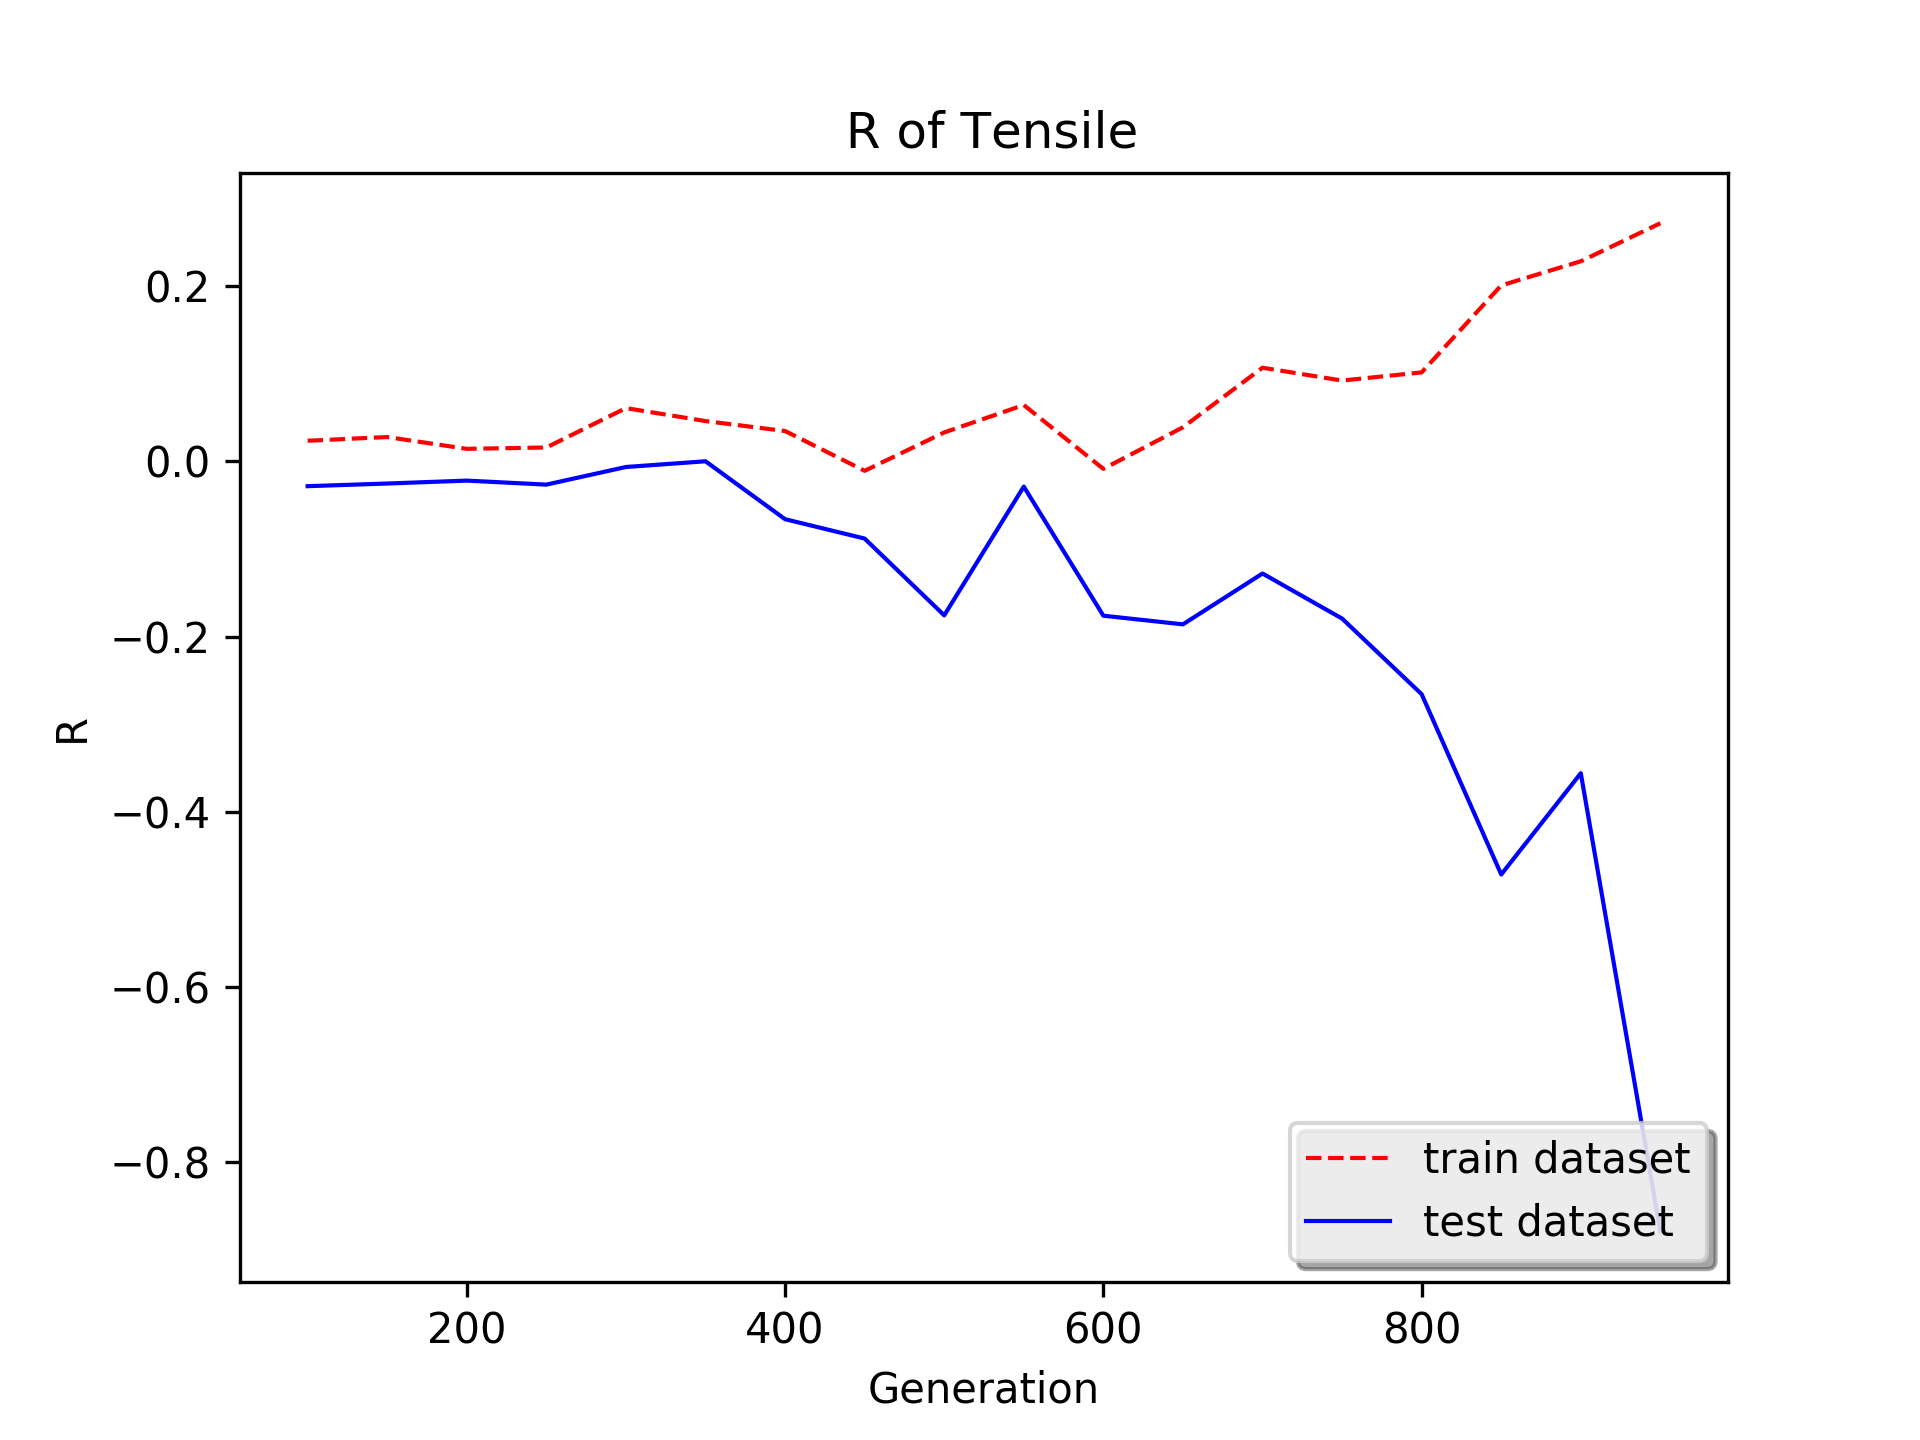 R of Tensile
R
0.2
0.0
−0.2
−0.4
−0.6
−0.8
train dataset
test dataset
200 400 600 800
Generation